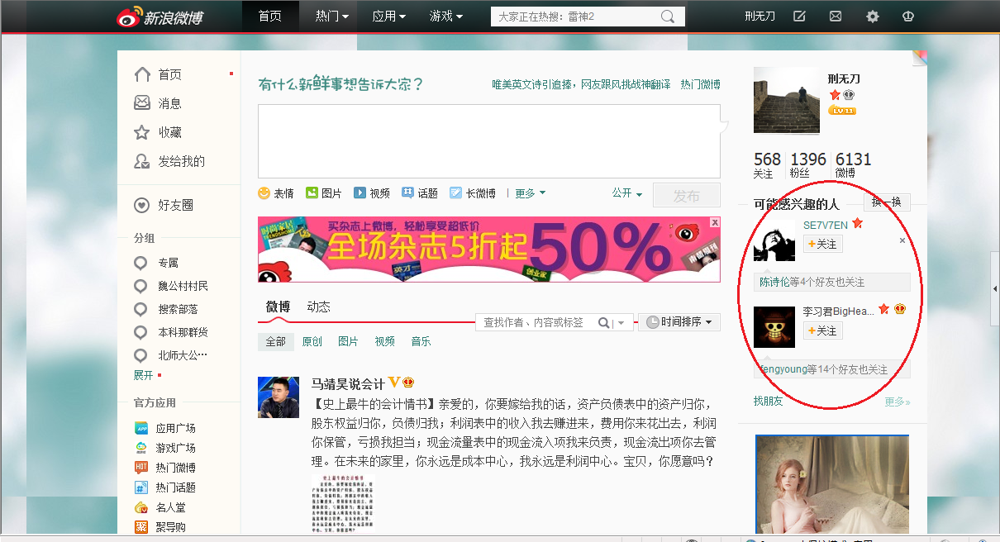 新浪微博
首页
热门
应用
游戏
大家正在热搜：雷神2
刑无刀
首页
消息
收藏
发给我的
好友圈
分组
专属
魏公村村民
搜索部落
本科那群货
北师大公…
展开
官方应用
应用广场
游戏广场
热门微博
热门话题
名人堂
聚导购
有什么新鲜事想告诉大家？
唯美英文诗引追捧，网友跟风挑战神翻译 热门微博
表情
图片
视频
话题
长微博
更多
公开
发布
买杂志上微博，轻松享受超低价
全场杂志5折起50%
微博
动态
查找作者、内容或标签
时间排序
全部
原创
图片
视频
音乐
马靖昊说会计
【史上最牛的会计情书】亲爱的，你要嫁给我的话，资产负债表中的资产归你，
股东权益归你，负债归我；利润表中的收入我去赚进来，费用你来花出去，利润
你保管，亏损我担当；现金流量表中的现金流入项我来负责，现金流出项你去管
理。在未来的家里，你永远是成本中心，我永远是利润中心。宝贝，你愿意吗？
史上最牛的会计情书
刑无刀
LV 11
568 1396 6131
关注 粉丝 微博
可能感兴趣的人
换一换
SE7V7EN
+关注
陈诗伦等4个好友也关注
李习君BigHea...
+关注
fengyoung等14个好友也关注
找朋友
更多»